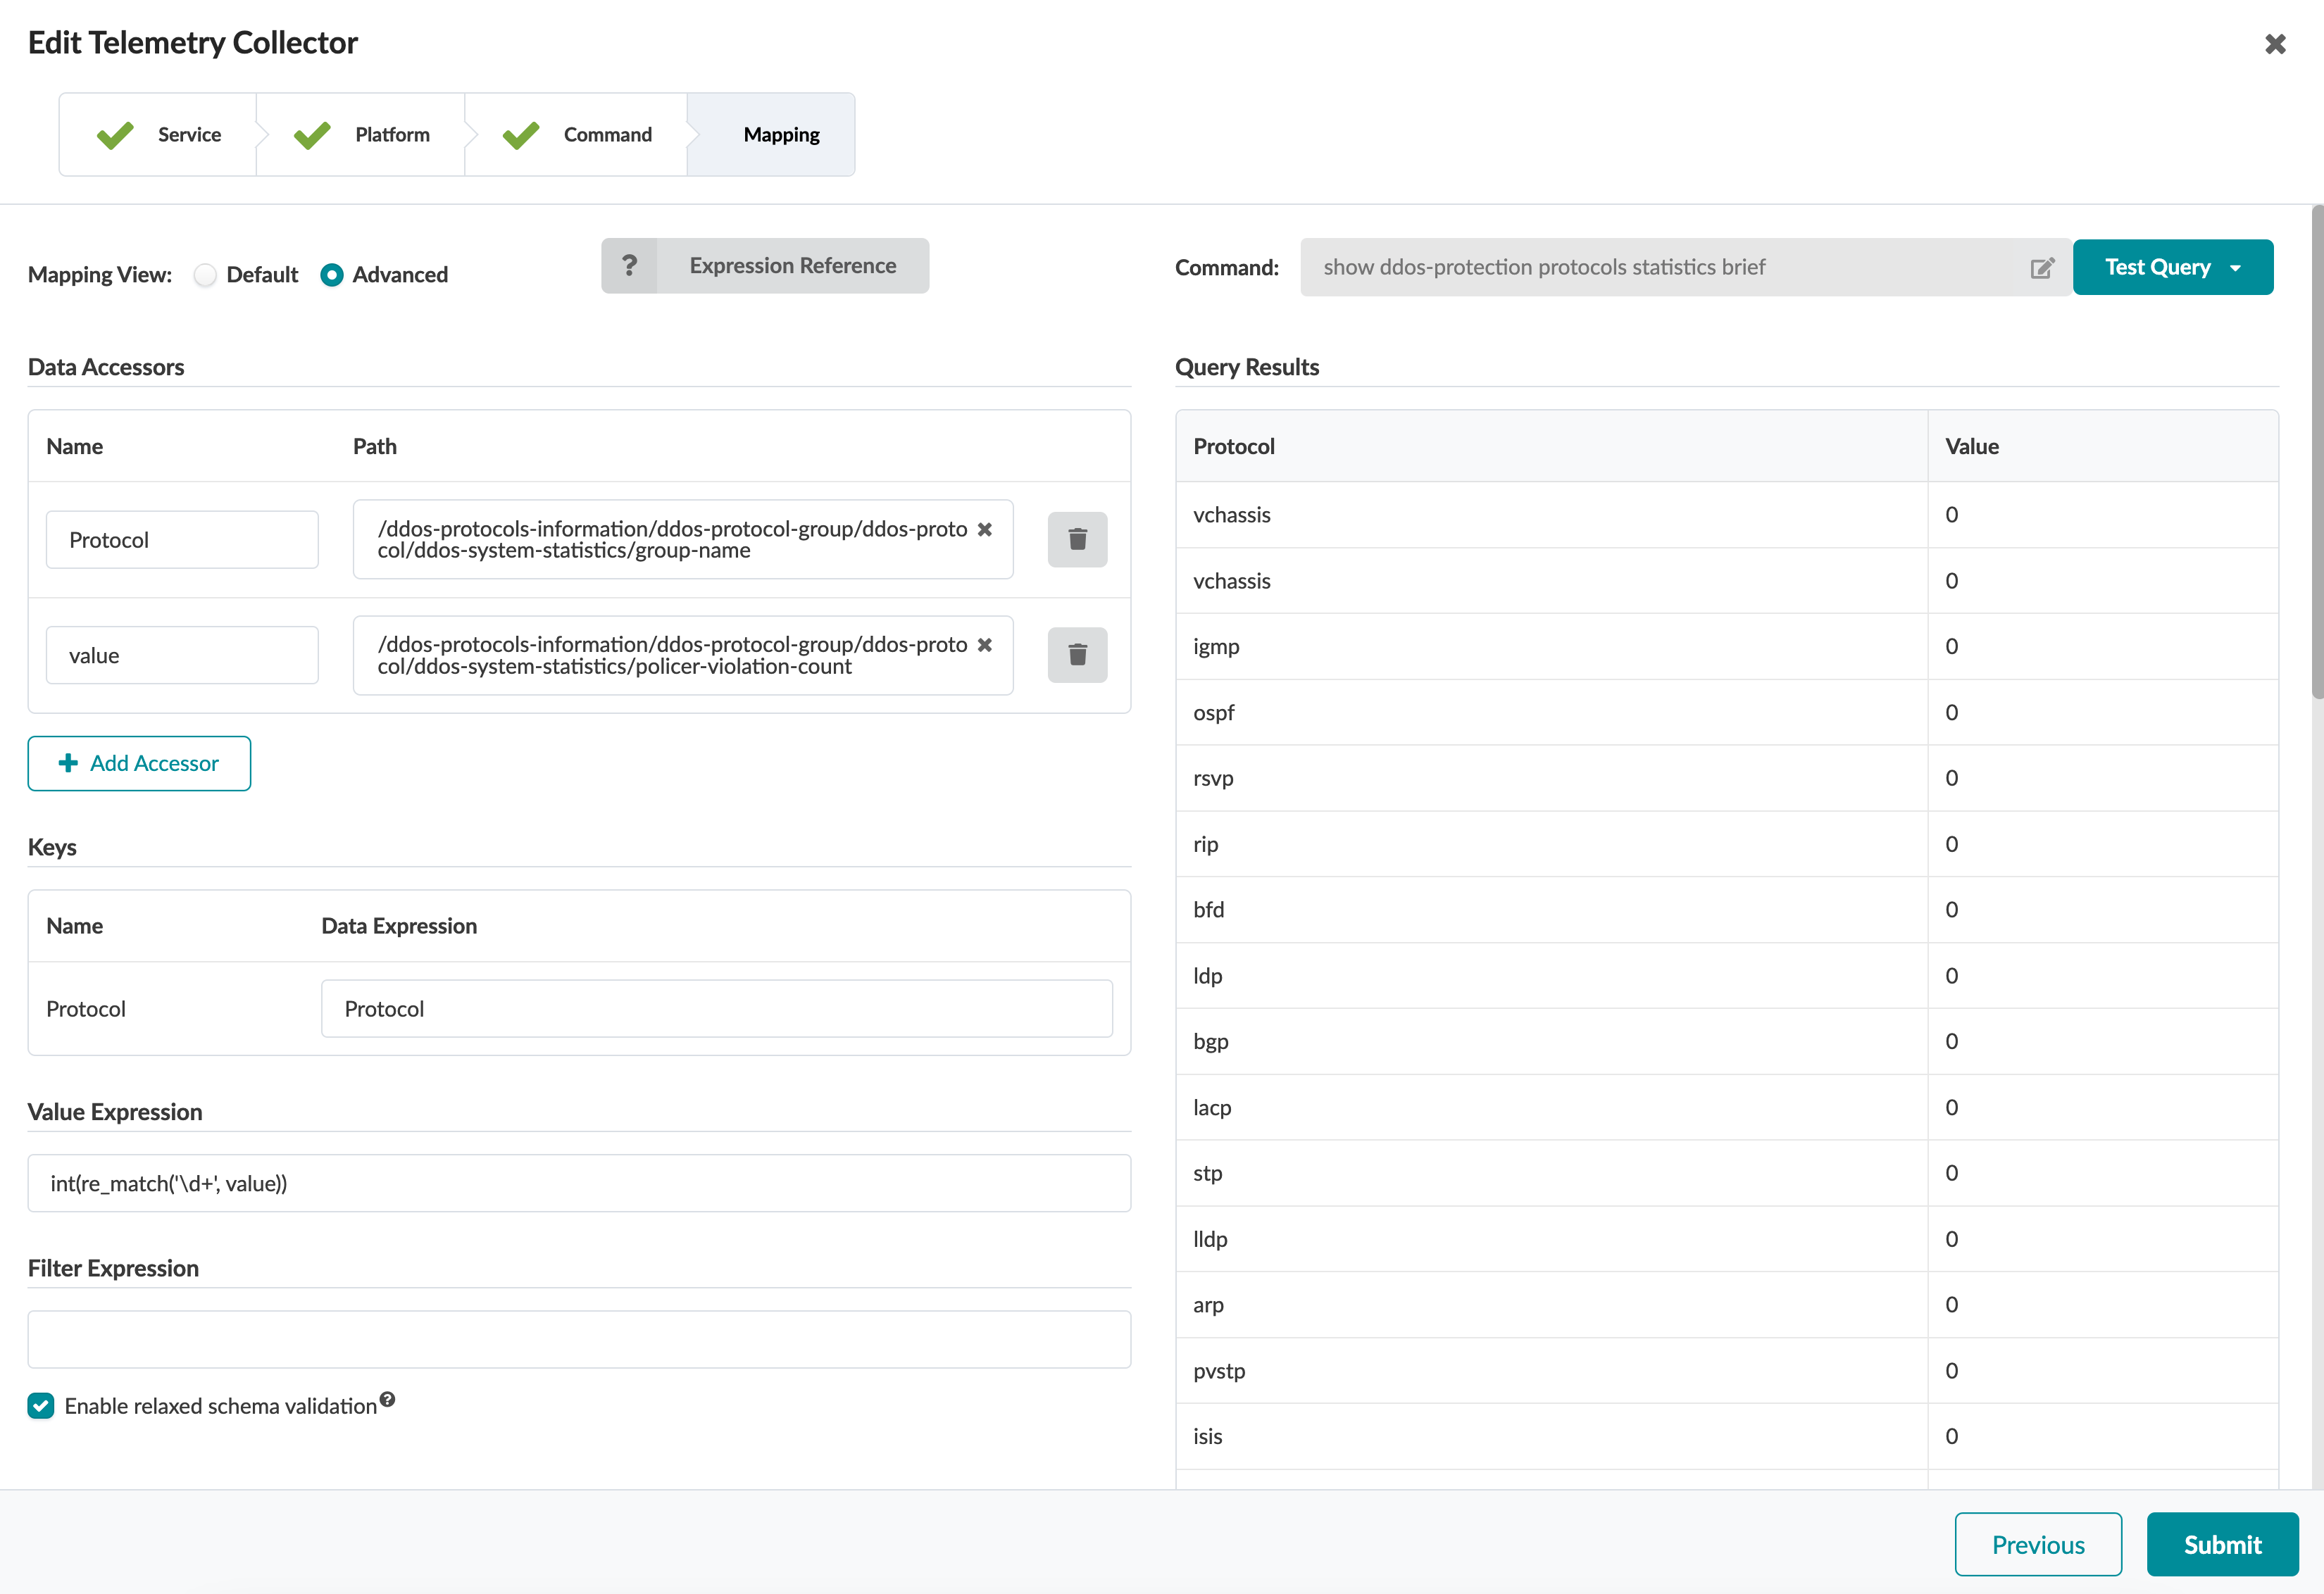 Edit Telemetry Collector
Service
Platform
Command
Mapping
Mapping View:
Default
Advanced
? Expression Reference
Command:
show ddos-protection protocols statistics brief
Test Query
Data Accessors
Name Path
Protocol
/ddos-protocols-information/ddos-protocol-group/ddos-proto
col/ddos-system-statistics/group-name
value
/ddos-protocols-information/ddos-protocol-group/ddos-proto
col/ddos-system-statistics/policer-violation-count
Add Accessor
Keys
Name Data Expression
Protocol Protocol
Value Expression
int(re_match('\d+', value))
Filter Expression
Enable relaxed schema validation ?
Query Results
Protocol Value
vchassis 0
vchassis 0
igmp 0
ospf 0
rsvp 0
rip 0
bfd 0
ldp 0
bgp 0
lacp 0
stp 0
lldp 0
arp 0
pvstp 0
isis 0
Previous
Submit